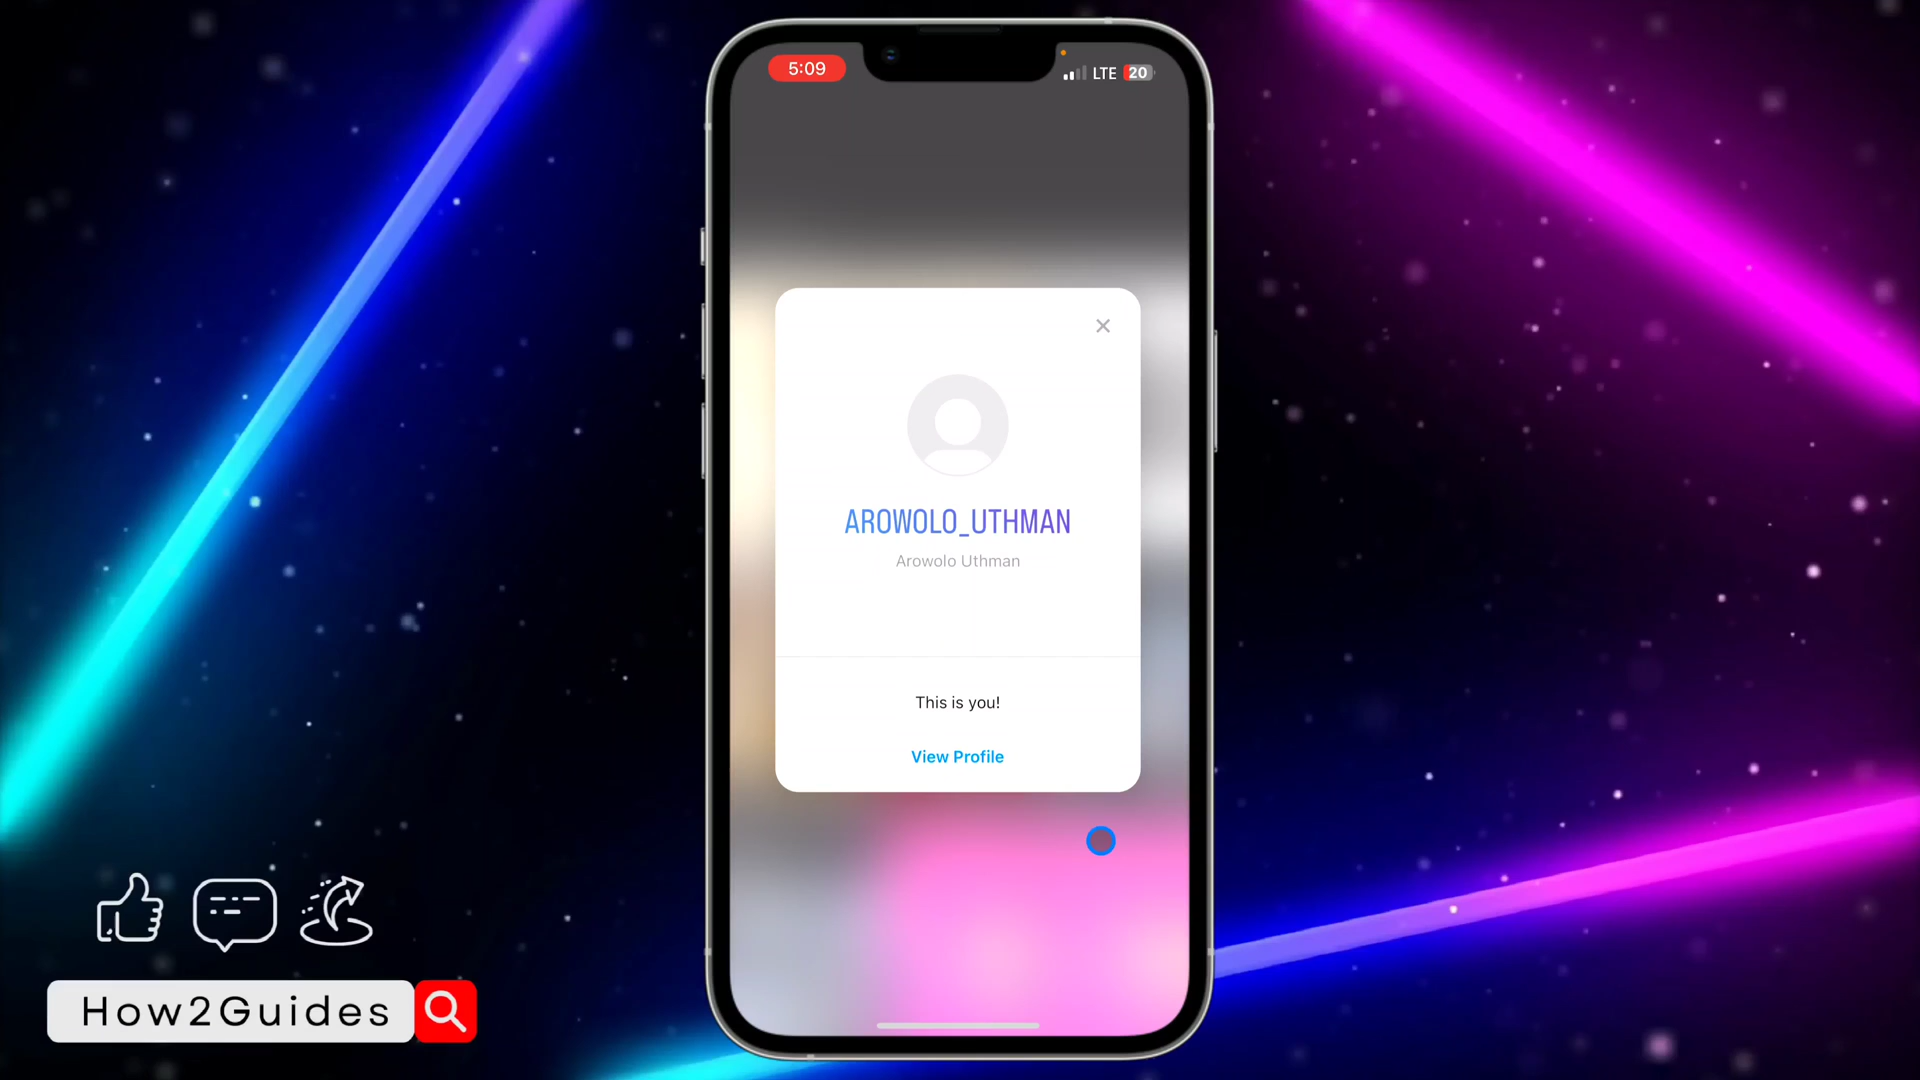 5:09
LTE 20
AROWOLO_UTHMAN
Arowolo Uthman
This is you!
View Profile
How2Guides